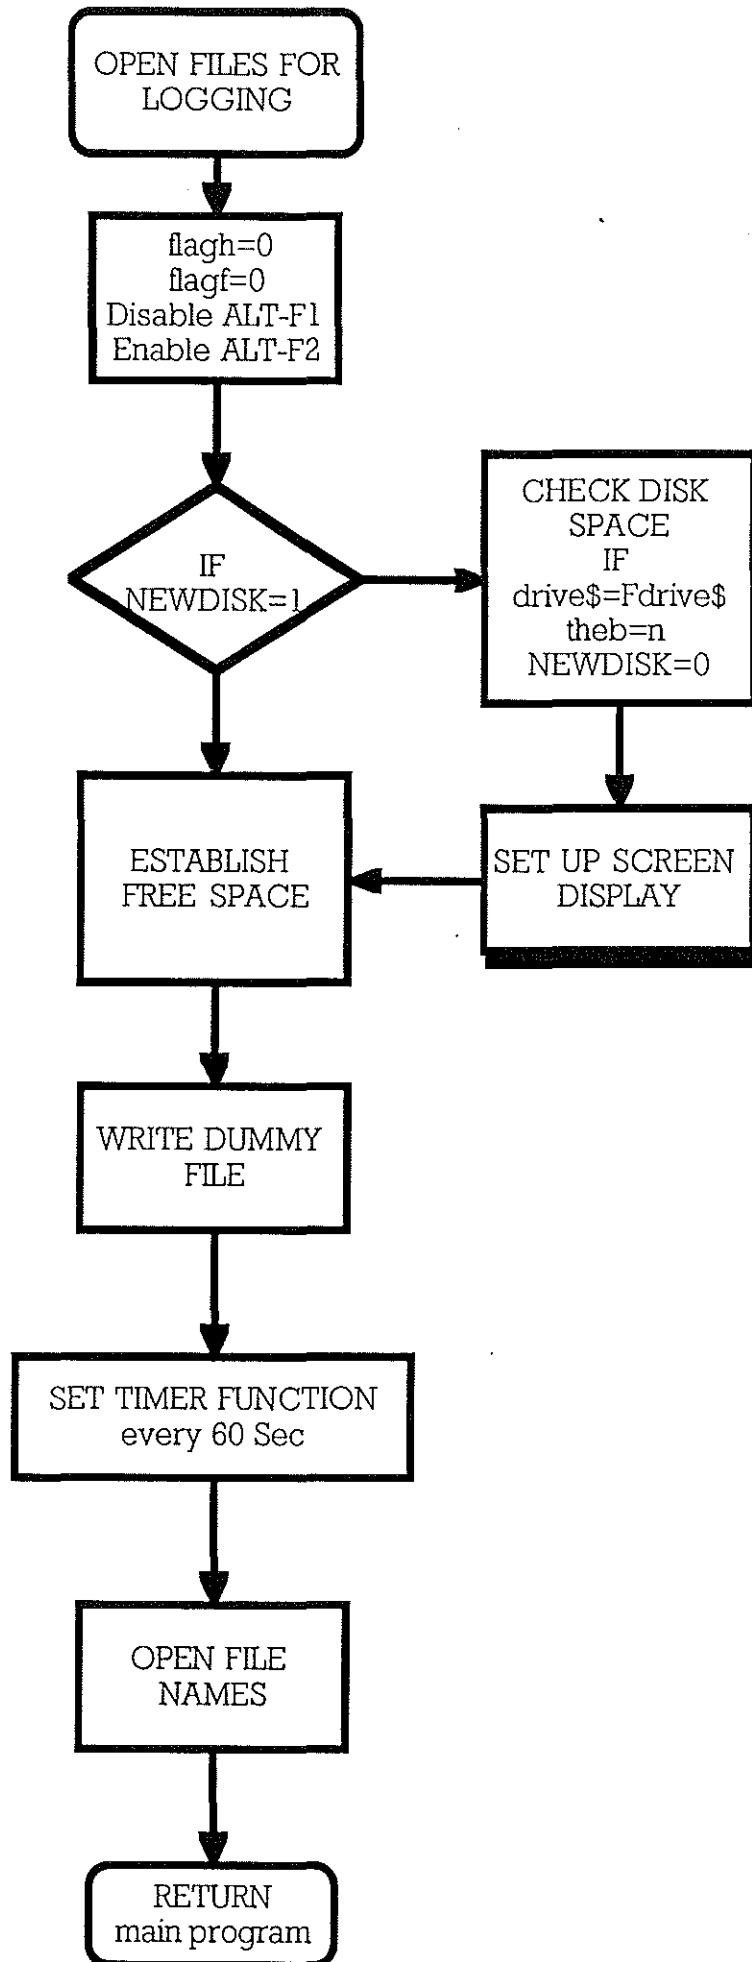 OPEN FILES FOR
LOGGING
flagh=0
flagf=0
Disable ALT-F1
Enable ALT-F2
IF
NEWDISK=1
CHECK DISK
SPACE
IF
drive$=Fdrive$
theb=n
NEWDISK=0
SET UP SCREEN
DISPLAY
ESTABLISH
FREE SPACE
WRITE DUMMY
FILE
SET TIMER FUNCTION
every 60 Sec
OPEN FILE
NAMES
RETURN
main program